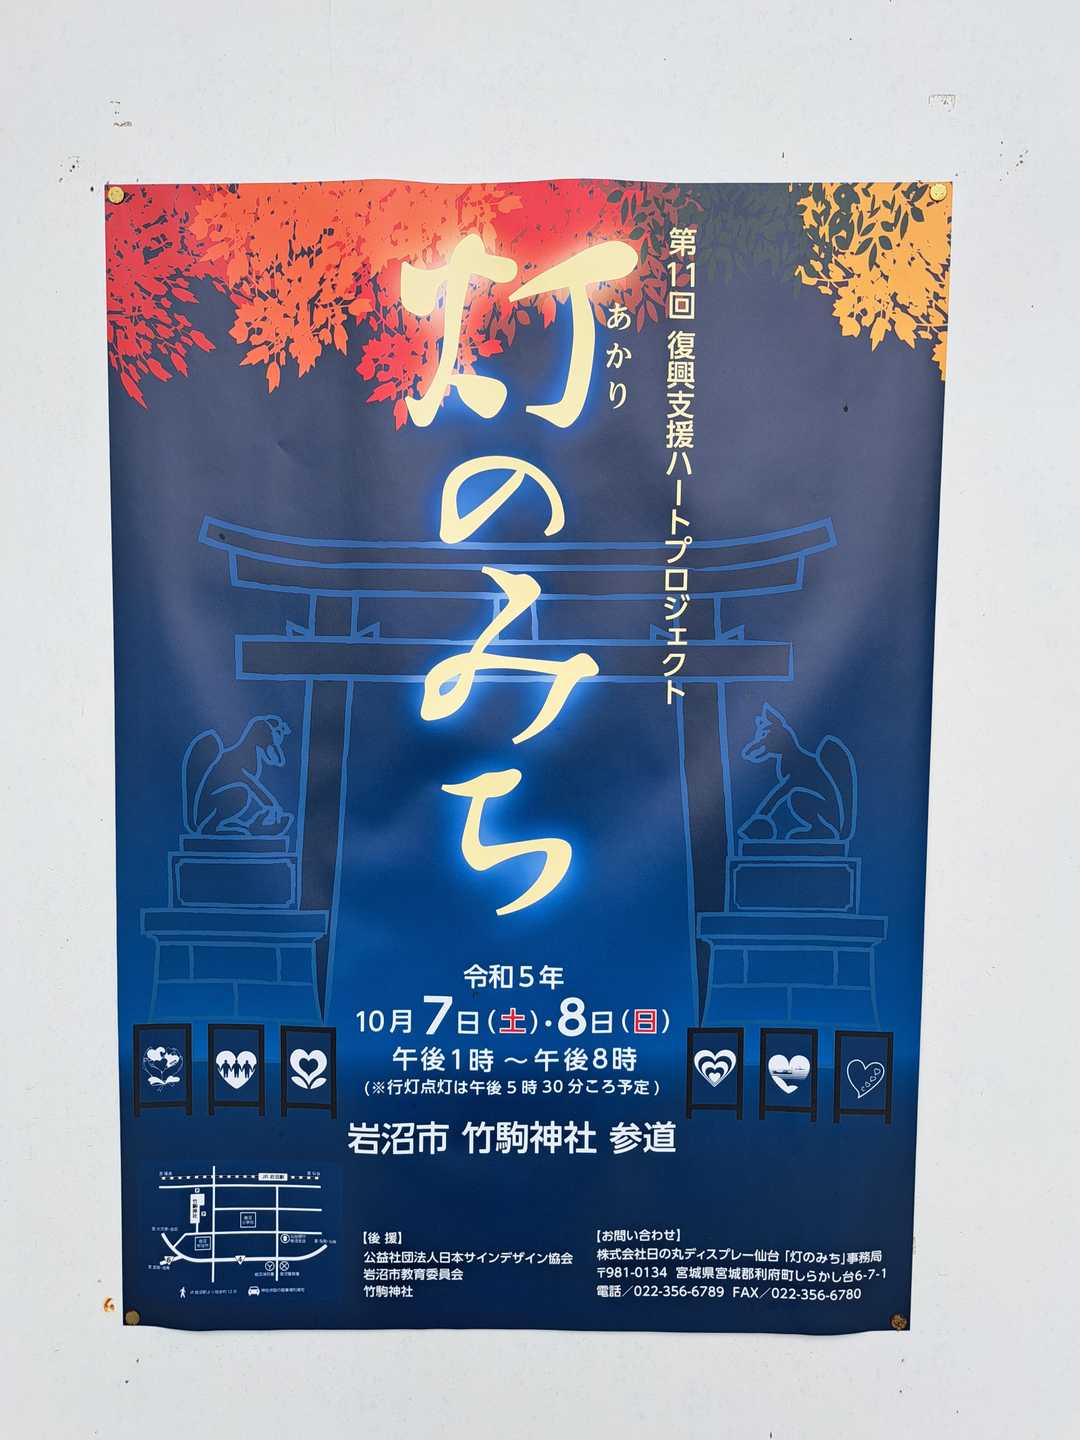 第11回 復興支援ハートプロジェクト
灯のみち
あかり
令和5年
10月7日(土)・8日(日)
午後1時 ～午後8時
(※行灯点灯は午後5時30分ころ予定)
岩沼市 竹駒神社 参道
JR 岩沼駅
竹駒神社
【後 援】
公益社団法人日本サインデザイン協会
岩沼市教育委員会
竹駒神社
【お問い合わせ】
株式会社日の丸ディスプレー仙台「灯のみち」事務局
〒981-0134 宮城県宮城郡利府町しらかし台6-7-1
電話／022-356-6789 FAX／022-356-6780